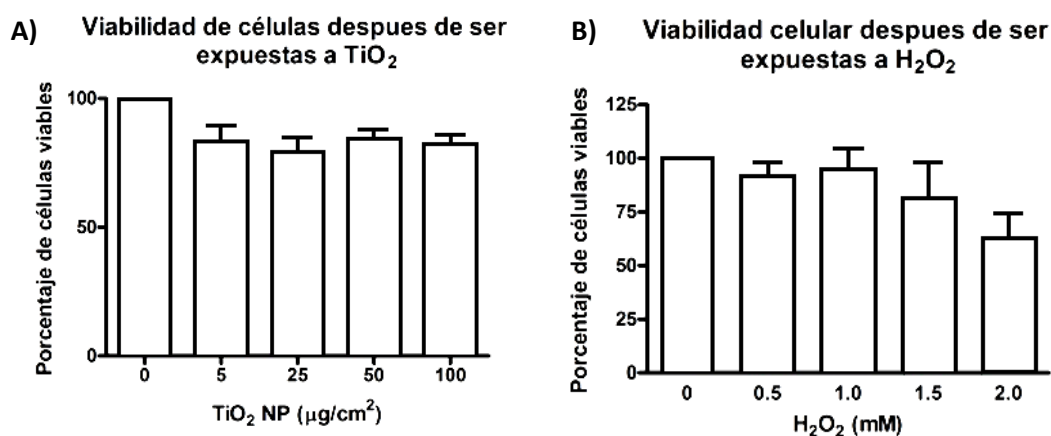 A)
Viabilidad de células despues de ser
expuestas a TiO₂
Porcentaje de células viables
100
50
0
0 5 25 50 100
TiO₂ NP (μg/cm²)
B)
Viabilidad celular despues de ser
expuestas a H₂O₂
Porcentaje de células viables
125
100
75
50
25
0
0 0.5 1.0 1.5 2.0
H₂O₂ (mM)